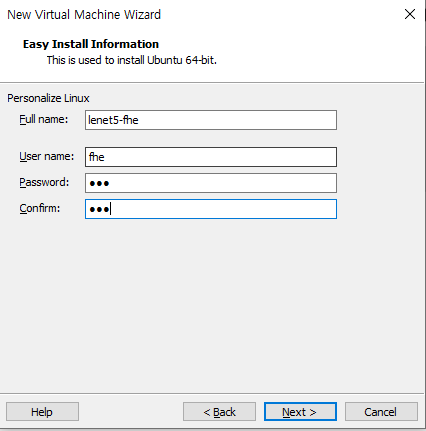 New Virtual Machine Wizard
Easy Install Information
This is used to install Ubuntu 64-bit.
Personalize Linux
Full name: lenet5-fhe
User name: fhe
Password: ●●●
Confirm: ●●●
Help < Back Next > Cancel